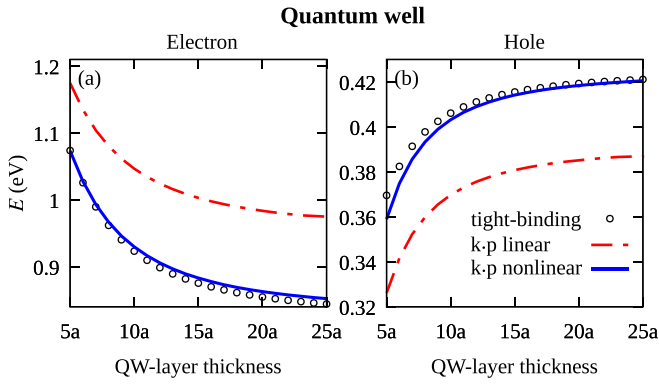 Quantum well
Electron
Hole
(a)
(b)
1.2
1.1
1
0.9
E (eV)
5a 10a 15a 20a 25a
QW-layer thickness
0.42
0.4
0.38
0.36
0.34
0.32
tight-binding
k·p linear
k·p nonlinear
5a 10a 15a 20a 25a
QW-layer thickness